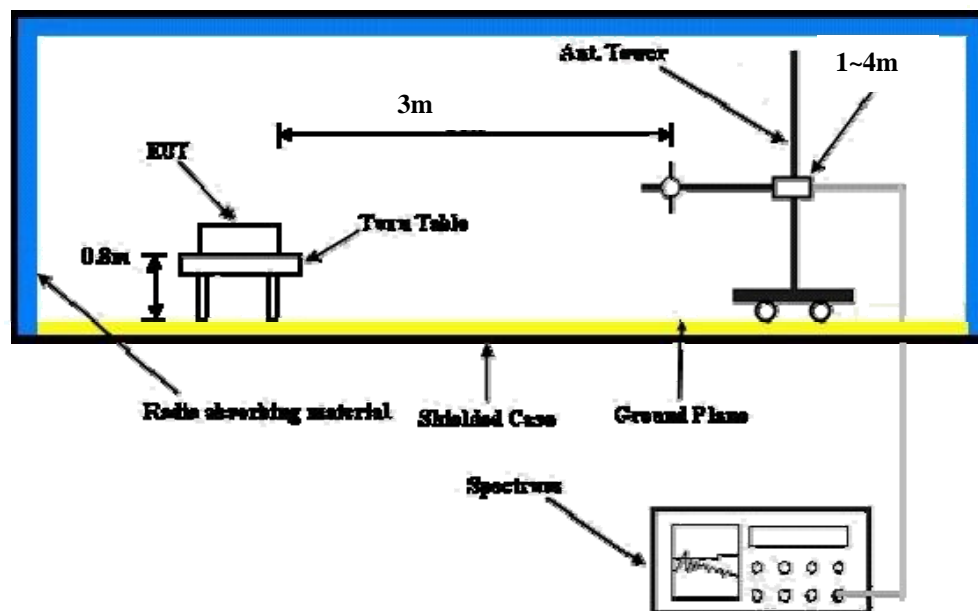 Ant. Tower
1~4m
3m
EUT
Turn Table
0.8m
Radio absorbing material
Shielded Case
Ground Plane
Spectrum